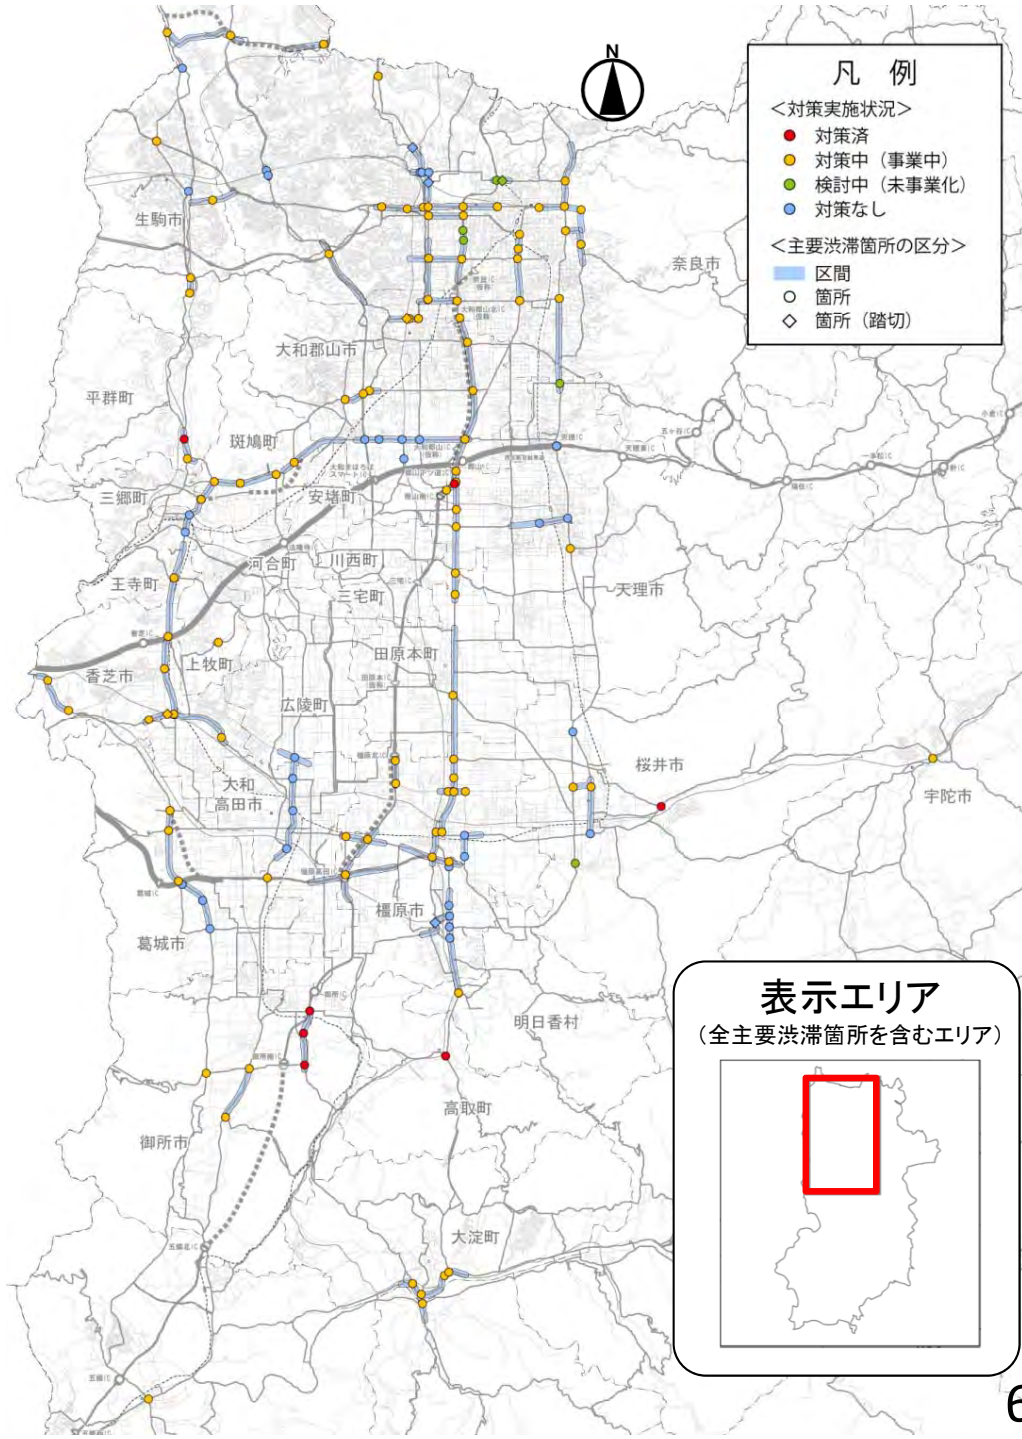 N
凡 例
＜対策実施状況＞
対策済
対策中（事業中）
検討中（未事業化）
対策なし
＜主要渋滞箇所の区分＞
区間
箇所
箇所（踏切）
生駒市
奈良市
大和郡山市
平群町
斑鳩町
三郷町
安堵町
河合町
川西町
王寺町
三宅町
天理市
田原本町
上牧町
香芝市
広陵町
桜井市
大和
高田市
宇陀市
橿原市
葛城市
明日香村
高取町
御所市
大淀町
表示エリア
（全主要渋滞箇所を含むエリア）
6